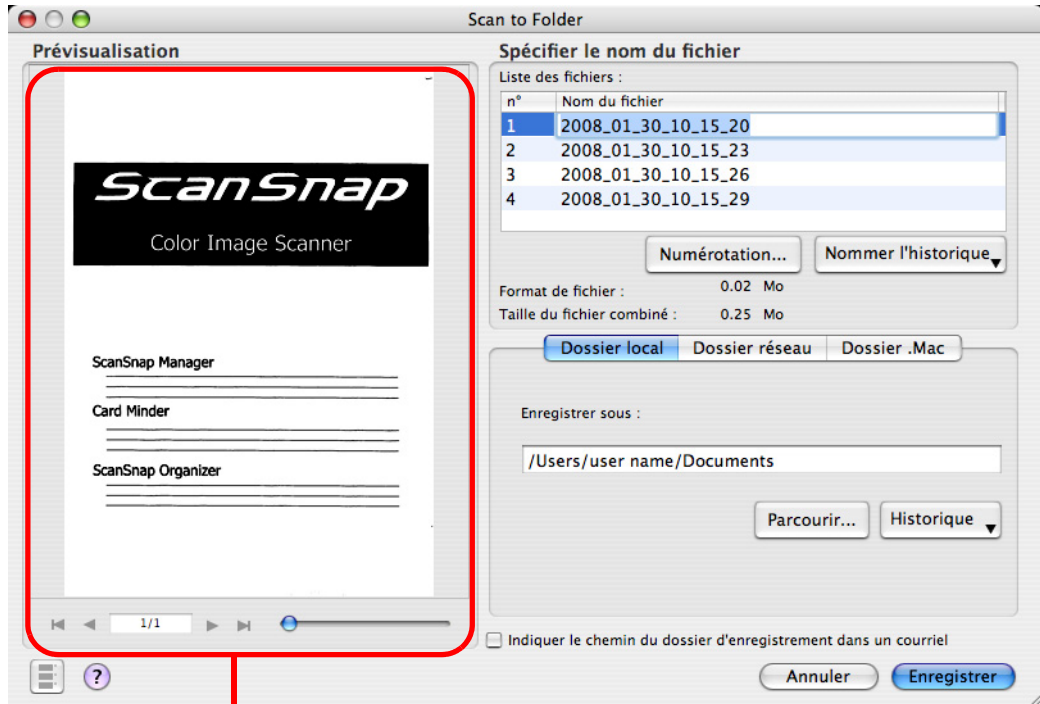 Scan to Folder
Prévisualisation
ScanSnap
Color Image Scanner
ScanSnap Manager
Card Minder
ScanSnap Organizer
1/1
?
Spécifier le nom du fichier
Liste des fichiers :
n° Nom du fichier
1 2008_01_30_10_15_20
2 2008_01_30_10_15_23
3 2008_01_30_10_15_26
4 2008_01_30_10_15_29
Numérotation... Nommer l'historique
Format de fichier : 0.02 Mo
Taille du fichier combiné : 0.25 Mo
Dossier local Dossier réseau Dossier .Mac
Enregistrer sous :
/Users/user name/Documents
Parcourir... Historique
Indiquer le chemin du dossier d'enregistrement dans un courriel
Annuler Enregistrer